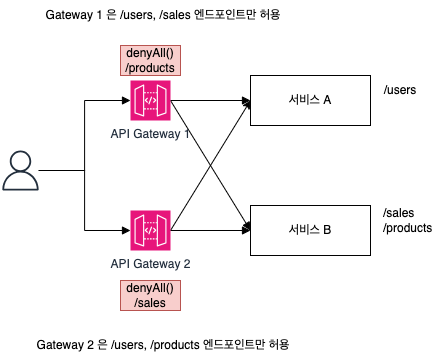 Gateway 1 은 /users, /sales 엔드포인트만 허용
denyAll()
/products
API Gateway 1
서비스 A
/users
/sales
/products
서비스 B
API Gateway 2
denyAll()
/sales
Gateway 2 은 /users, /products 엔드포인트만 허용